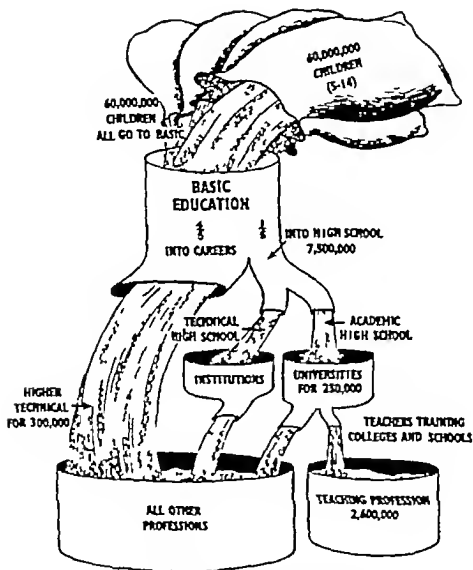 60,000,000
CHILDREN
(5-14)
60,000,000
CHILDREN
ALL GO TO BASIC
BASIC
EDUCATION
4/5
1/5
INTO CAREERS
INTO HIGH SCHOOL
7,500,000
TECHNICAL
HIGH SCHOOL
ACADEMIC
HIGH SCHOOL
INSTITUTIONS
UNIVERSITIES
FOR 250,000
HIGHER
TECHNICAL
FOR 300,000
TEACHERS TRAINING
COLLEGES AND SCHOOLS
ALL OTHER
PROFESSIONS
TEACHING PROFESSION
2,600,000